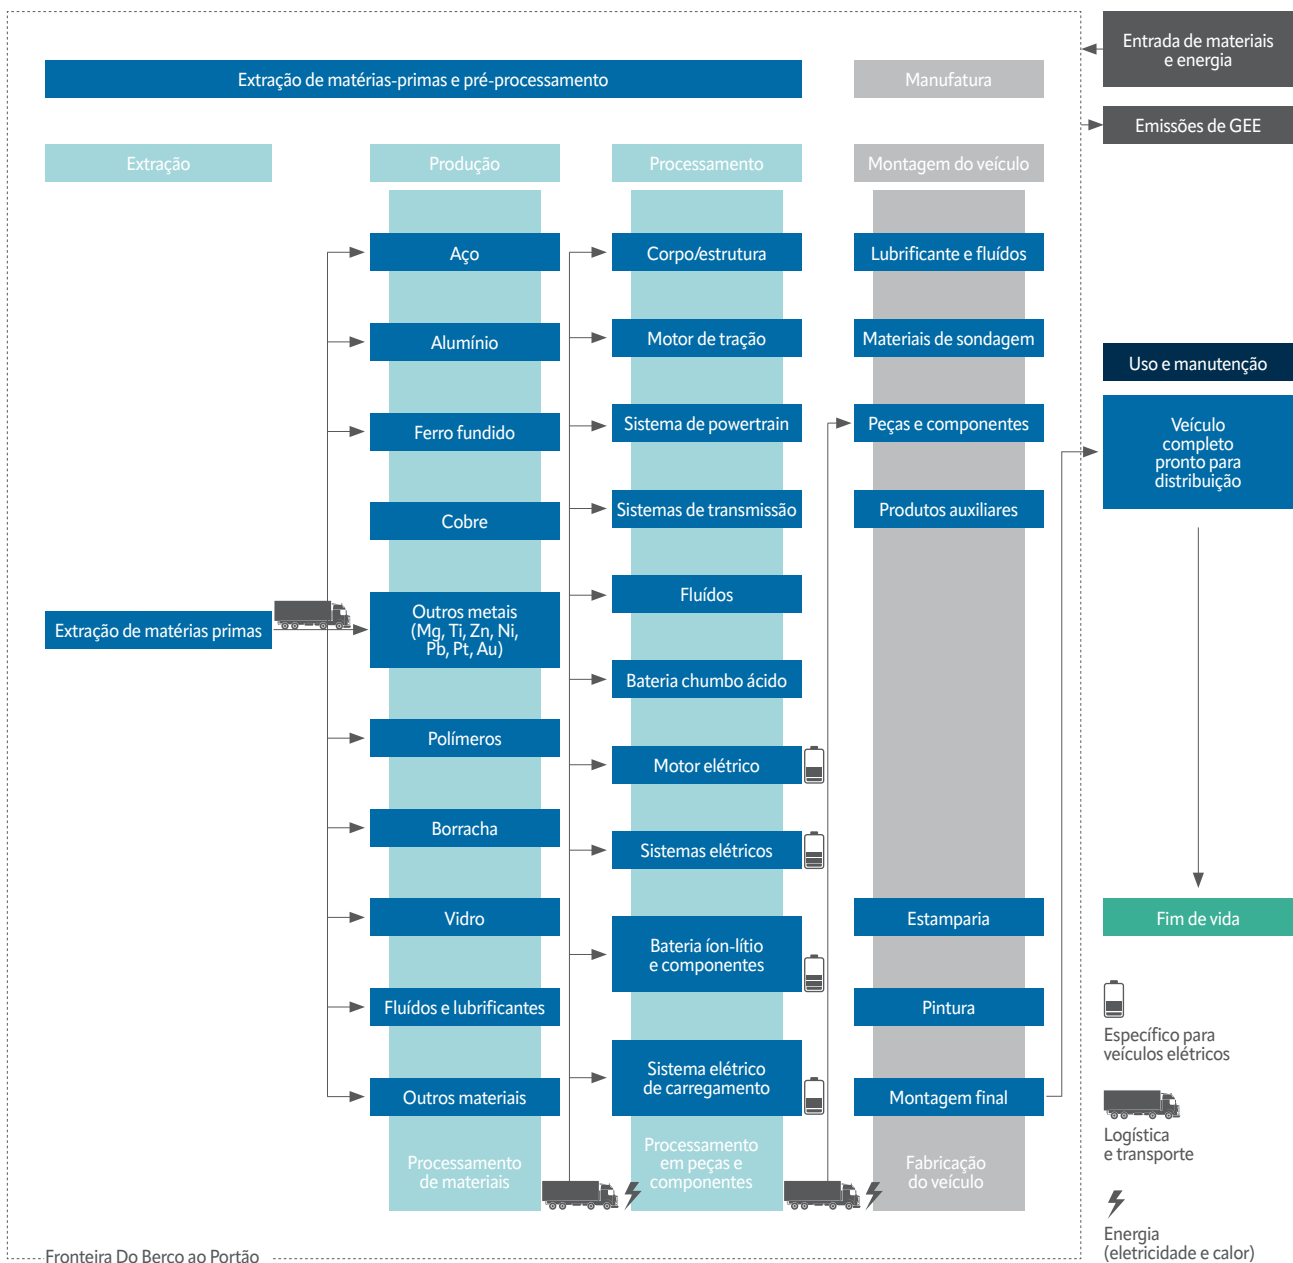 Extração de matérias-primas e pré-processamento
Manufatura
Entrada de materiais
e energia
Emissões de GEE
Extração
Produção
Processamento
Montagem do veículo
Aço
Alumínio
Ferro fundido
Cobre
Outros metais
(Mg, Ti, Zn, Ni,
Pb, Pt, Au)
Polímeros
Borracha
Vidro
Fluídos e lubrificantes
Outros materiais
Processamento
de materiais
Extração de matérias primas
Corpo/estrutura
Motor de tração
Sistema de powertrain
Sistemas de transmissão
Fluídos
Bateria chumbo ácido
Motor elétrico
Sistemas elétricos
Bateria íon-lítio
e componentes
Sistema elétrico
de carregamento
Processamento
em peças e
componentes
Lubrificante e fluídos
Materiais de sondagem
Peças e componentes
Produtos auxiliares
Estamparia
Pintura
Montagem final
Fabricação
do veículo
Uso e manutenção
Veículo
completo
pronto para
distribuição
Fim de vida
Específico para
veículos elétricos
Logística
e transporte
Energia
(eletricidade e calor)
Fronteira Do Berço ao Portão